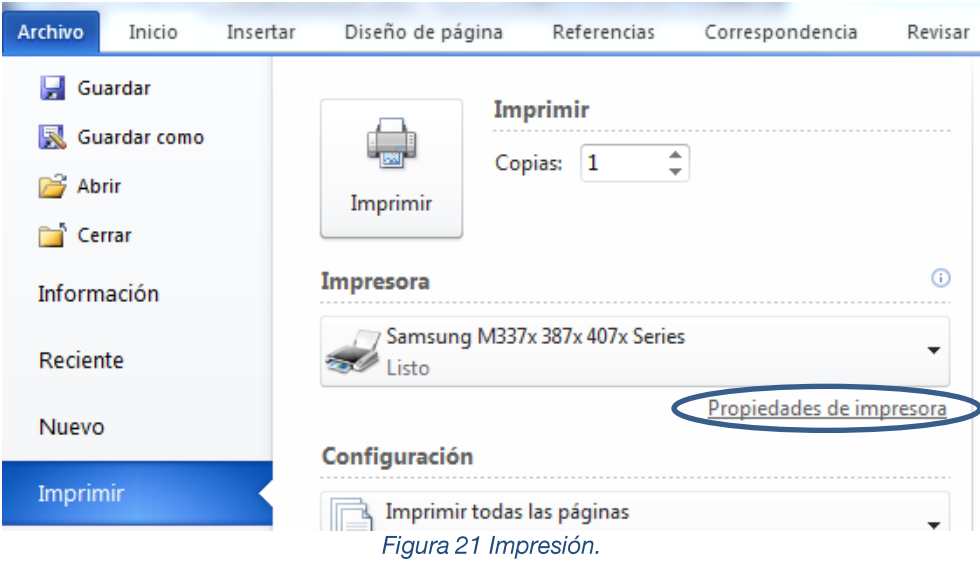 Archivo Inicio Insertar Diseño de página Referencias Correspondencia Revisar
Guardar
Guardar como
Abrir
Cerrar
Información
Reciente
Nuevo
Imprimir
Imprimir
Copias: 1
Imprimir
Impresora
Samsung M337x 387x 407x Series
Listo
Propiedades de impresora
Configuración
Imprimir todas las páginas
Figura 21 Impresión.